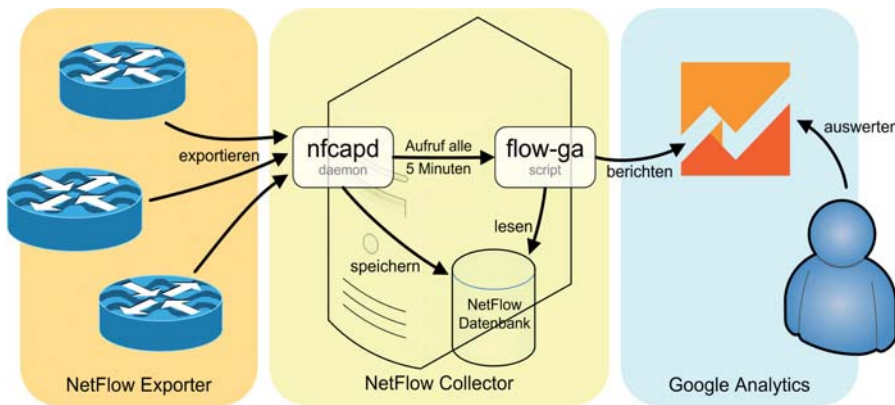 exportieren
nfcapd
daemon
Aufruf alle
5 Minuten
flow-ga
script
berichten
auswerten
speichern
lesen
NetFlow
Datenbank
NetFlow Exporter
NetFlow Collector
Google Analytics